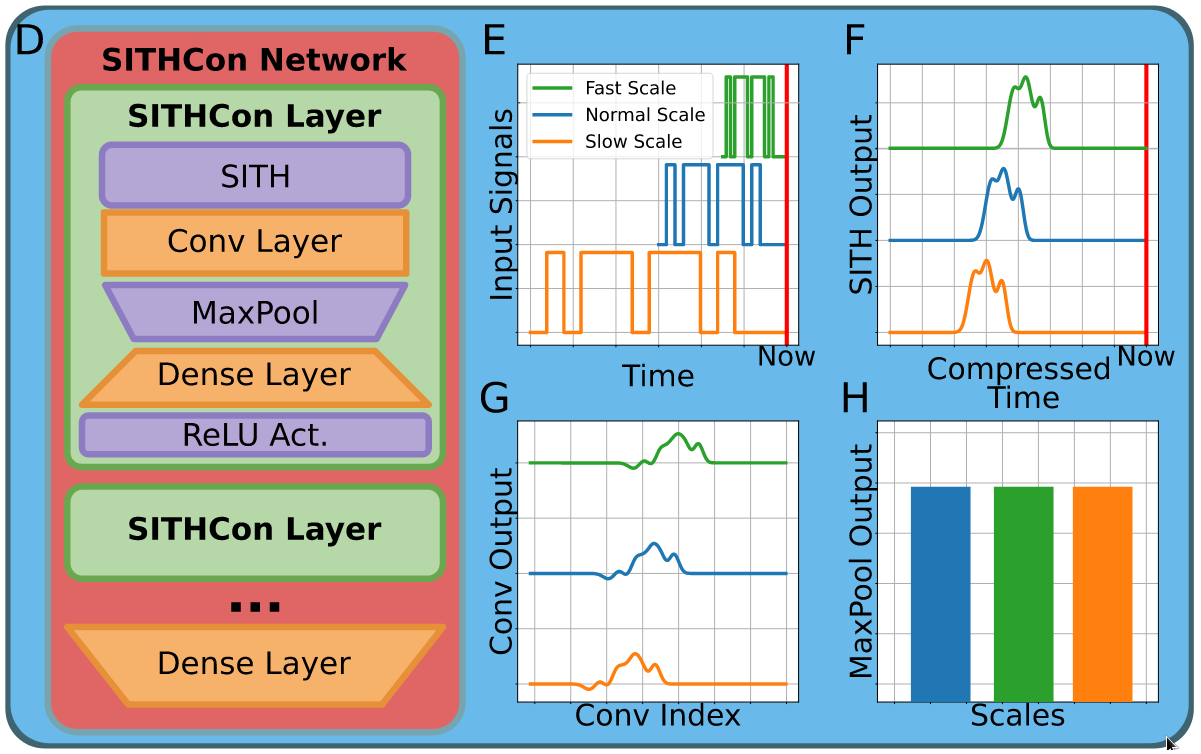 D
SITHCon Network
SITHCon Layer
SITH
Conv Layer
MaxPool
Dense Layer
ReLU Act.
SITHCon Layer
...
Dense Layer
E
Input Signals
Fast Scale
Normal Scale
Slow Scale
Now
Time
F
SITH Output
Now
Compressed
Time
G
Conv Output
Conv Index
H
MaxPool Output
Scales